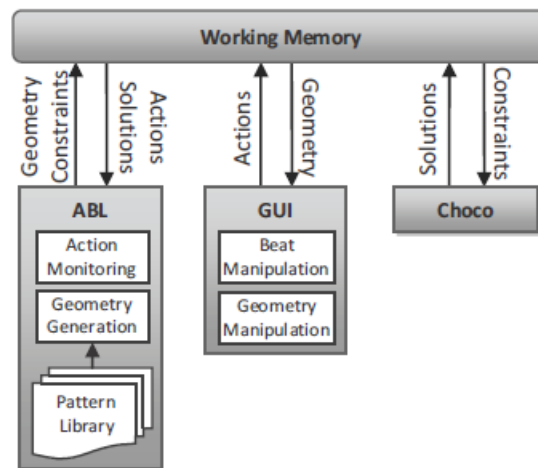 Working Memory
Geometry
Constraints
Solutions
Actions
Actions
Geometry
Solutions
Constraints
ABL
Action
Monitoring
Geometry
Generation
Pattern
Library
GUI
Beat
Manipulation
Geometry
Manipulation
Choco